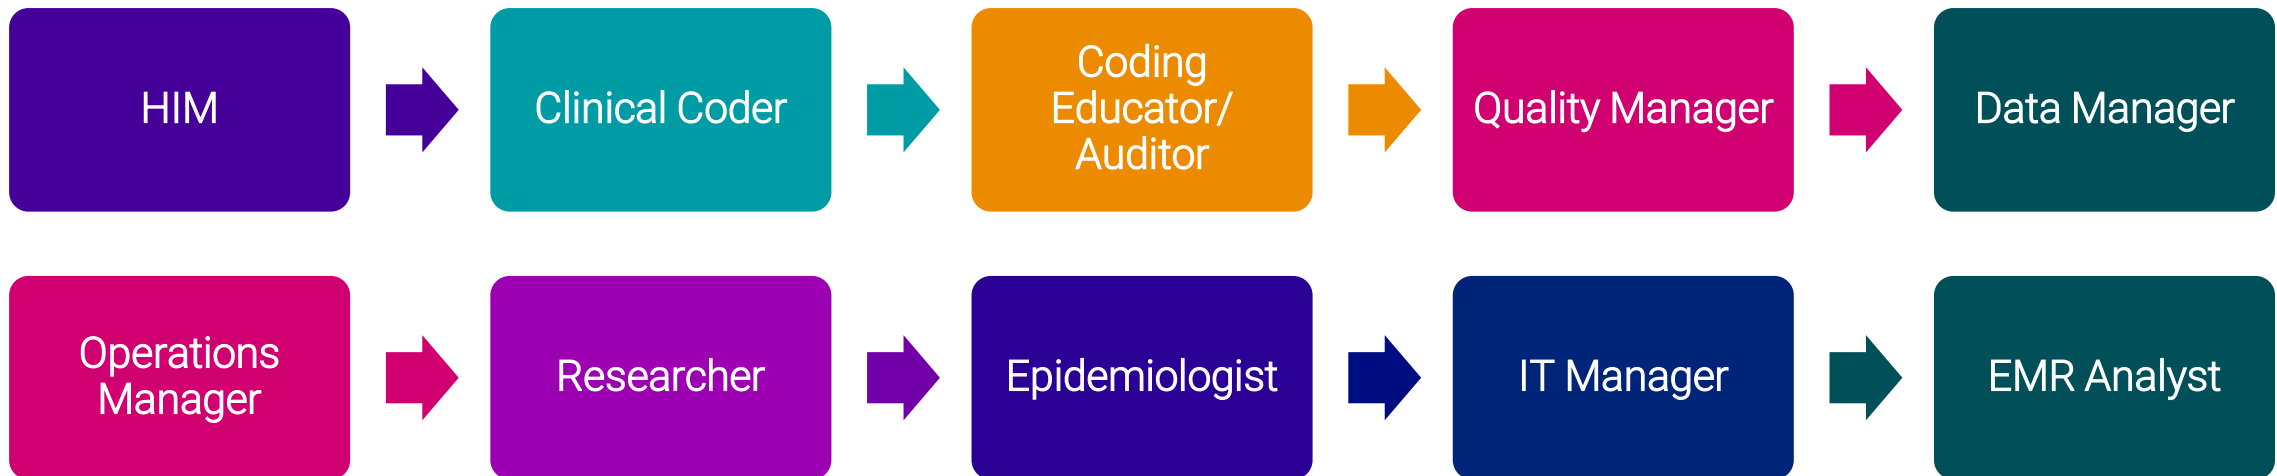 HIM
Clinical Coder
Coding
Educator/
Auditor
Quality Manager
Data Manager
Operations
Manager
Researcher
Epidemiologist
IT Manager
EMR Analyst